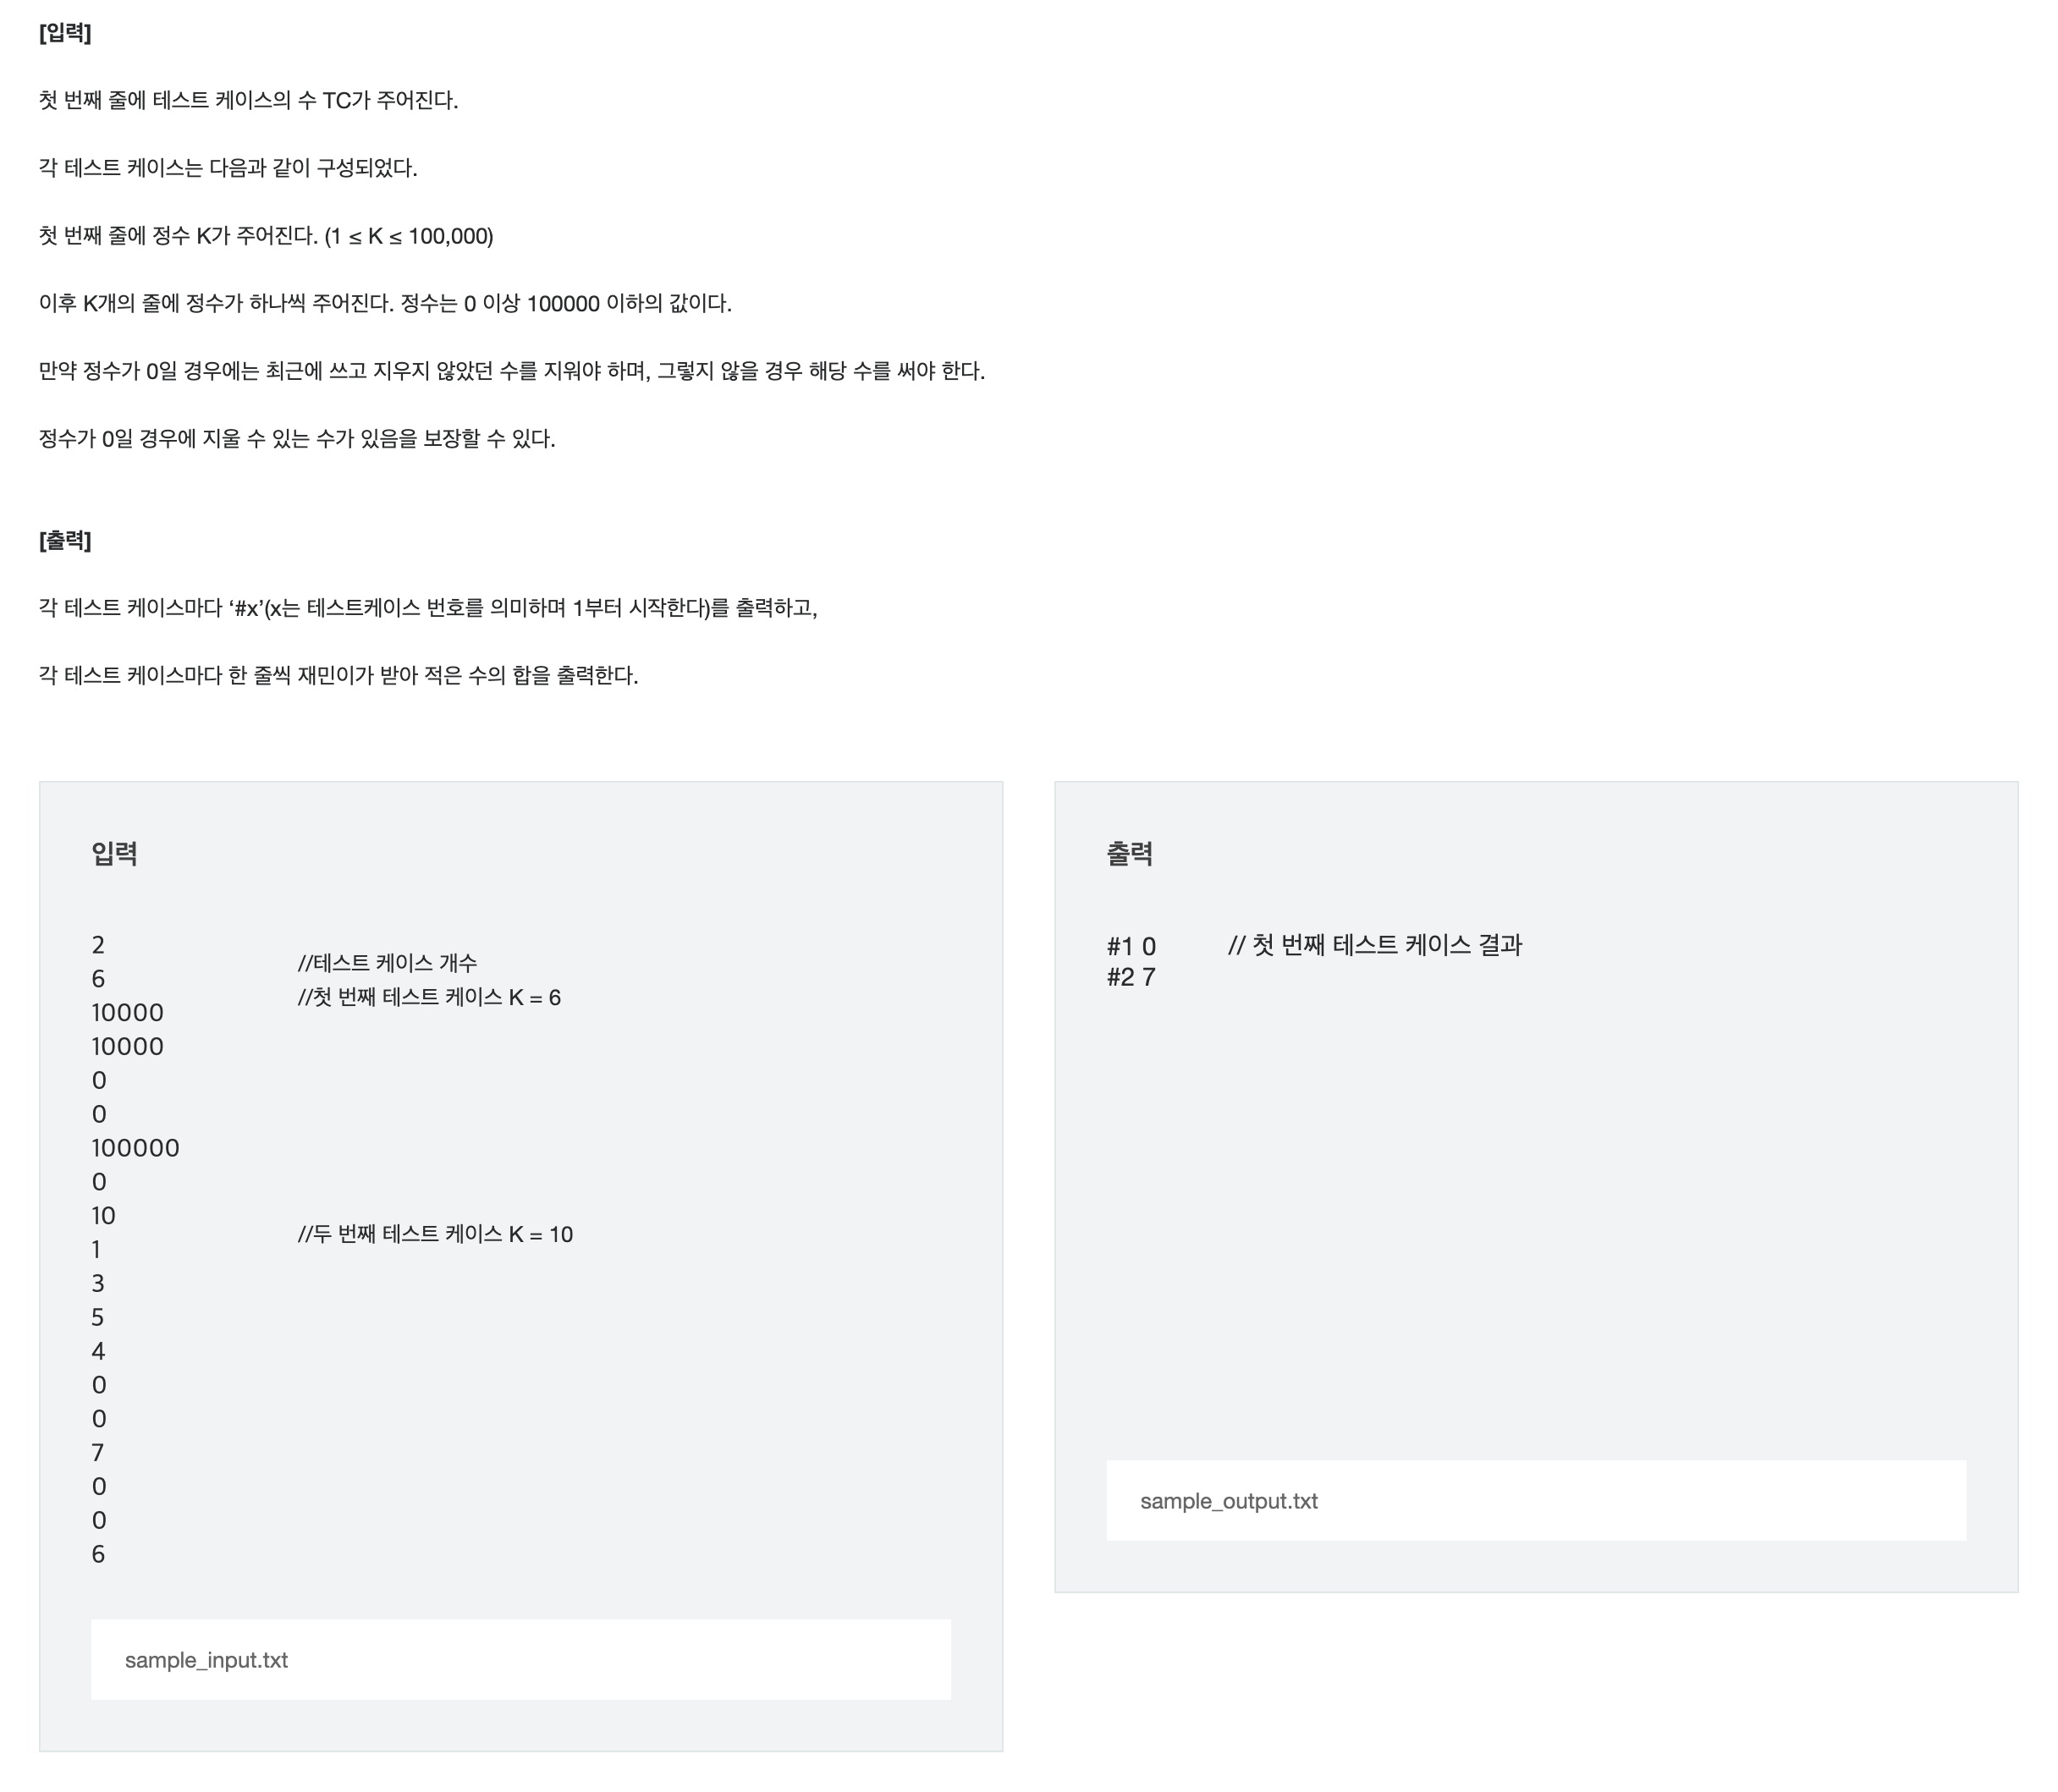 [입력]
첫 번째 줄에 테스트 케이스의 수 TC가 주어진다.
각 테스트 케이스는 다음과 같이 구성되었다.
첫 번째 줄에 정수 K가 주어진다. (1 ≤ K ≤ 100,000)
이후 K개의 줄에 정수가 하나씩 주어진다. 정수는 0 이상 100000 이하의 값이다.
만약 정수가 0일 경우에는 최근에 쓰고 지우지 않았던 수를 지워야 하며, 그렇지 않을 경우 해당 수를 써야 한다.
정수가 0일 경우에 지울 수 있는 수가 있음을 보장할 수 있다.
[출력]
각 테스트 케이스마다 ‘#x’(x는 테스트케이스 번호를 의미하며 1부터 시작한다)를 출력하고,
각 테스트 케이스마다 한 줄씩 재민이가 받아 적은 수의 합을 출력한다.
입력
2 //테스트 케이스 개수
6 //첫 번째 테스트 케이스 K = 6
10000
10000
0
0
100000
0
10 //두 번째 테스트 케이스 K = 10
1
3
5
4
0
0
7
0
0
6
sample_input.txt
출력
#1 0 // 첫 번째 테스트 케이스 결과
#2 7
sample_output.txt